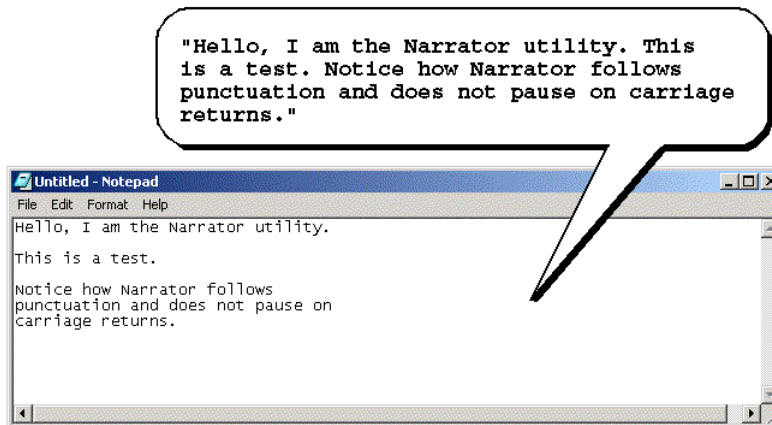 "Hello, I am the Narrator utility. This
is a test. Notice how Narrator follows
punctuation and does not pause on carriage
returns."
Untitled - Notepad
File Edit Format Help
Hello, I am the Narrator utility.
This is a test.
Notice how Narrator follows
punctuation and does not pause on
carriage returns.